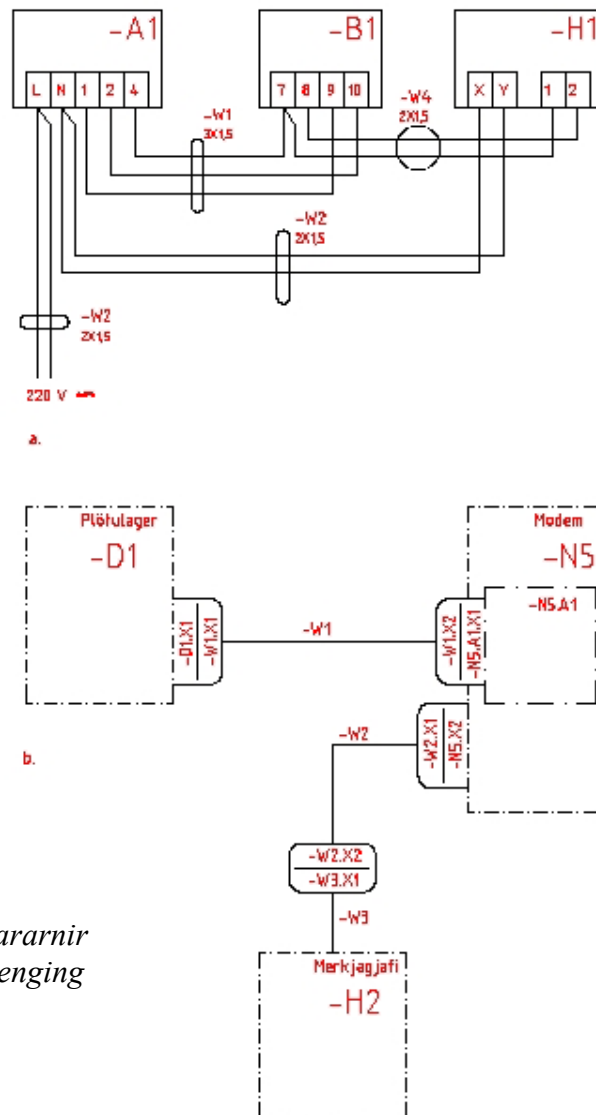 -A1 -B1 -H1
L N 1 2 4 7 8 9 10 X Y 1 2
-W4
2X1,5
-W1
3X1,5
-W2
2X1,5
-W2
2X1,5
220 V
a.
Plötulager
-D1
Modem
-N5
-N5.A1
-D1.X1
-W1.X1
-W1
-W1.X2
-N5.A1.X1
-W2.X1
-N5.X2
-W2
b.
-W2.X2
-W3.X1
-W3
ararnir
enging
Merkjagjafi
-H2